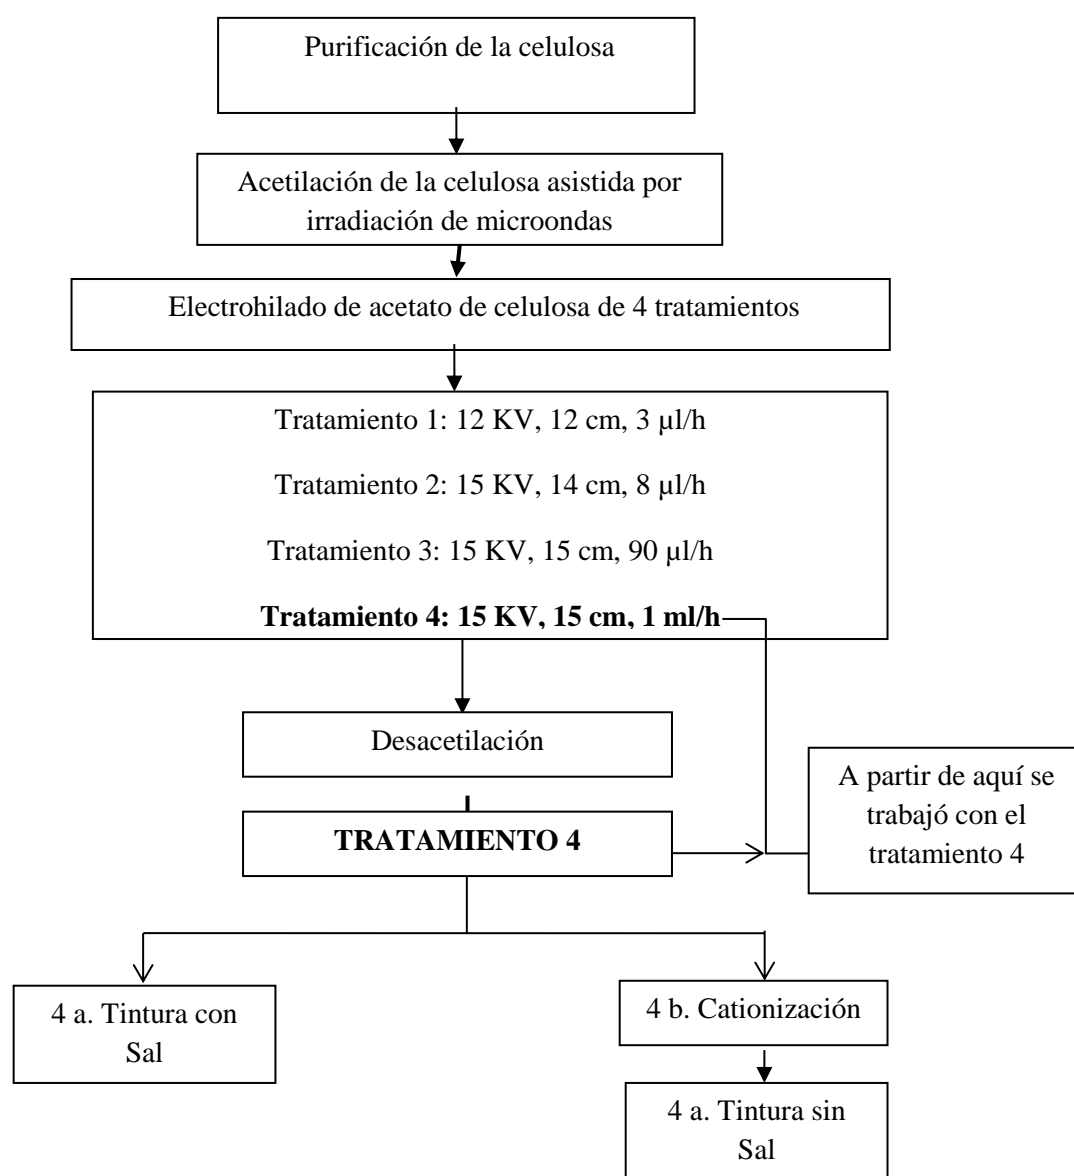 Purificación de la celulosa
Acetilación de la celulosa asistida por
irradiación de microondas
Electrohilado de acetato de celulosa de 4 tratamientos
Tratamiento 1: 12 KV, 12 cm, 3 µl/h
Tratamiento 2: 15 KV, 14 cm, 8 µl/h
Tratamiento 3: 15 KV, 15 cm, 90 µl/h
Tratamiento 4: 15 KV, 15 cm, 1 ml/h
Desacetilación
A partir de aquí se
trabajó con el
tratamiento 4
TRATAMIENTO 4
4 a. Tintura con
Sal
4 b. Cationización
4 a. Tintura sin
Sal